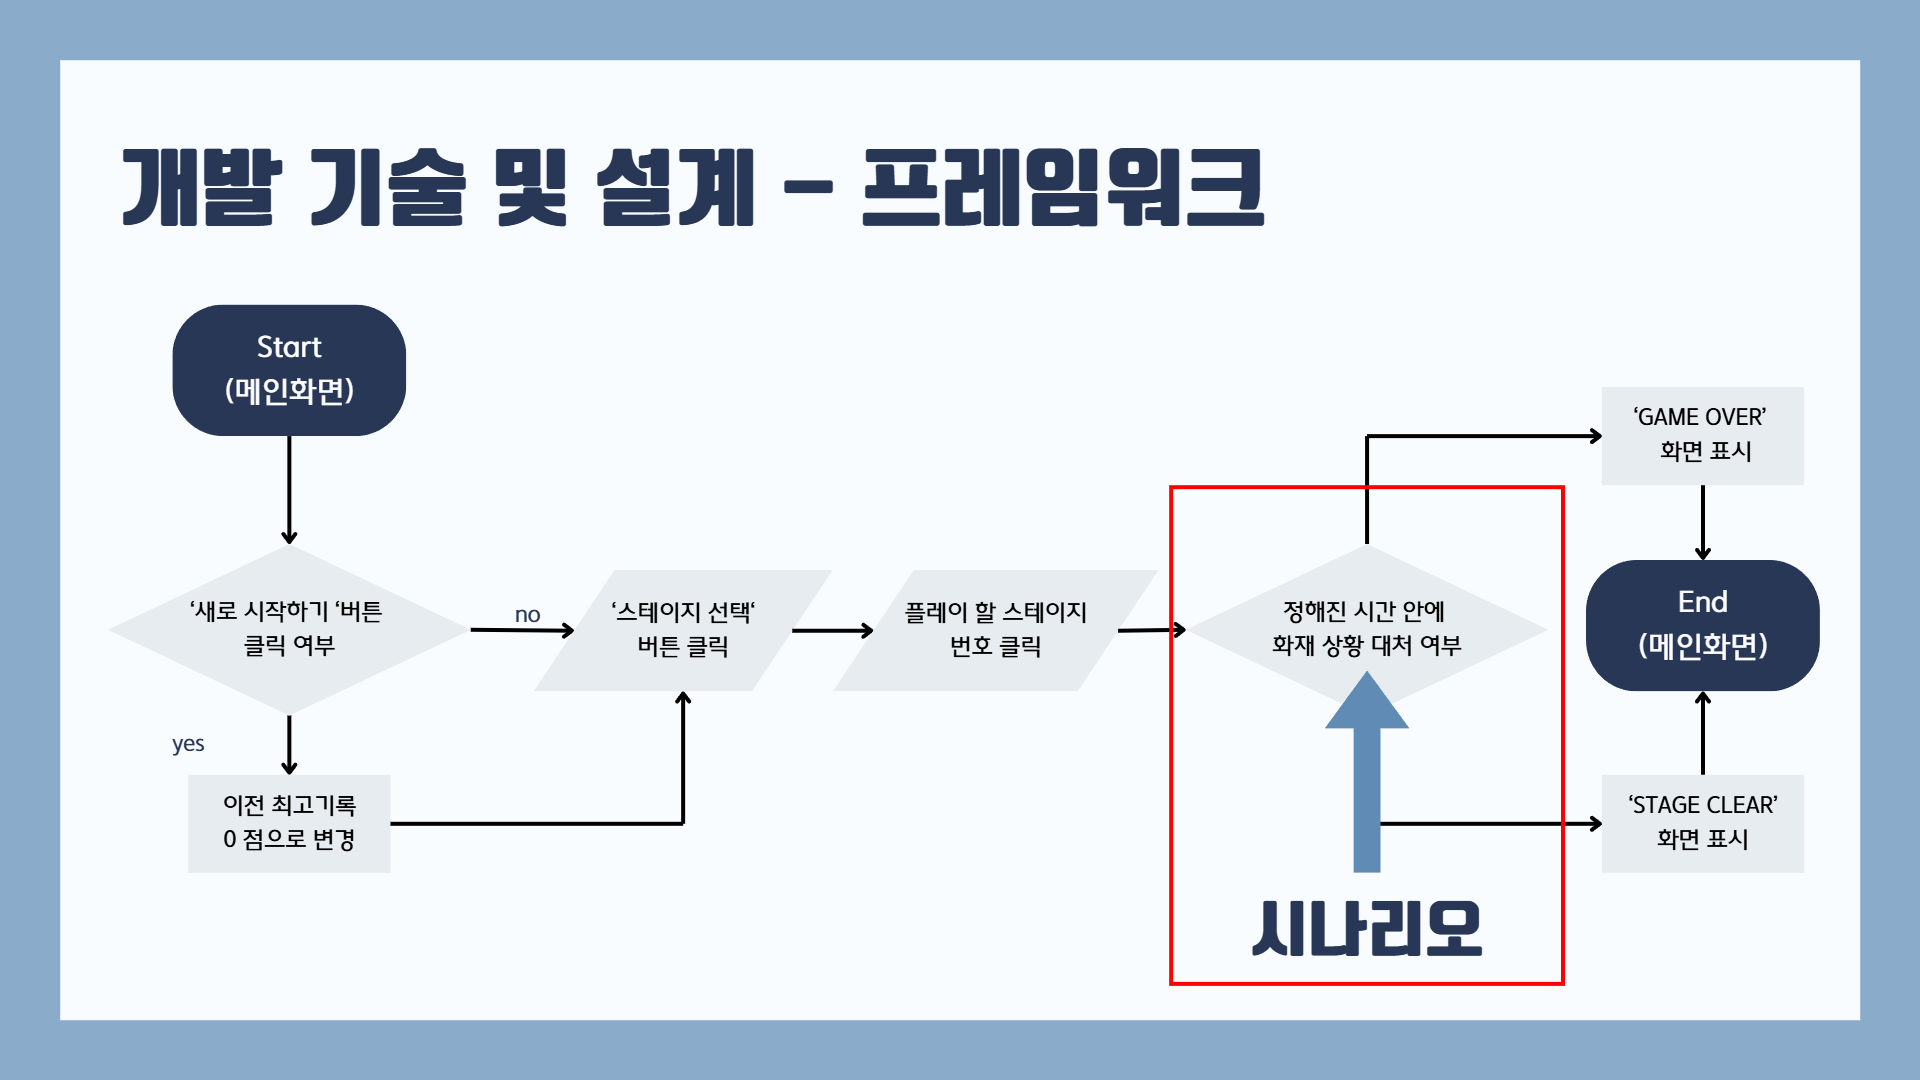 개발 기술 및 설계 - 프레임워크
Start
(메인화면)
‘새로 시작하기 ‘버튼
클릭 여부
no
yes
이전 최고기록
0 점으로 변경
‘스테이지 선택‘
버튼 클릭
플레이 할 스테이지
번호 클릭
정해진 시간 안에
화재 상황 대처 여부
시나리오
‘GAME OVER’
화면 표시
End
(메인화면)
‘STAGE CLEAR’
화면 표시